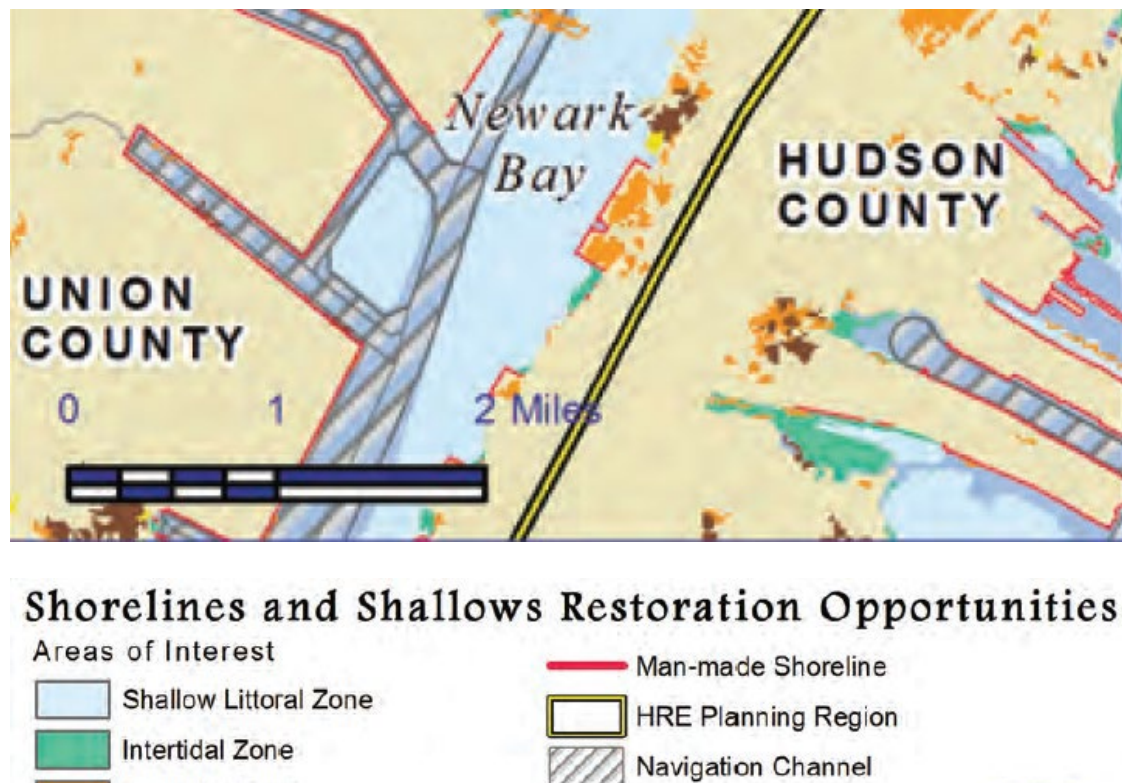 Newark
Bay
HUDSON
COUNTY
UNION
COUNTY
0 1 2 Miles
Shorelines and Shallows Restoration Opportunities
Areas of Interest
Shallow Littoral Zone
Intertidal Zone
Man-made Shoreline
HRE Planning Region
Navigation Channel